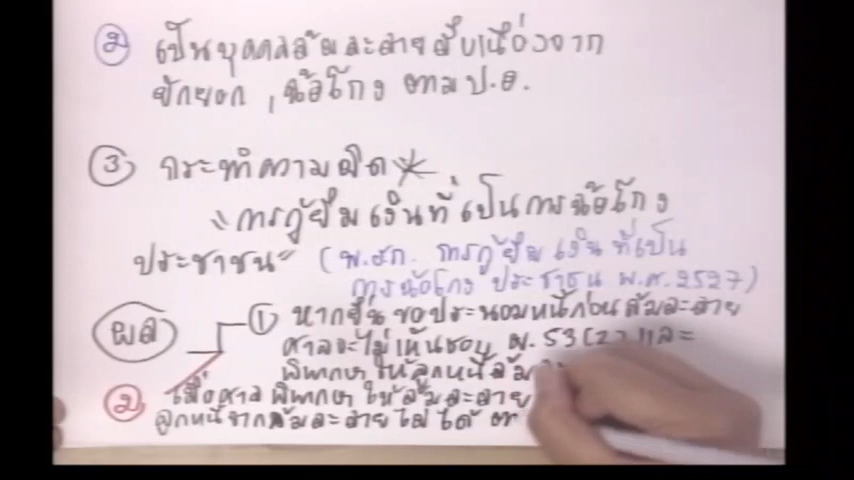 ② เป็นบุคคลล้มละลายสืบเนื่องจาก
ยักยอก , ฉ้อโกง ตาม ป.อ.
③ กระทำความผิด*
"การกู้ยืมเงินที่เป็นการฉ้อโกง
ประชาชน" (พ.รก. การกู้ยืมเงินที่เป็น
การฉ้อโกงประชาชน พ.ศ.2527)
ผล ① หากยื่นขอประนอมหนี้ก่อนล้มละลาย
ศาลจะไม่เห็นชอบ ม.53(2) และ
พิพากษาให้ลูกหนี้ล้ม
② เมื่อศาลพิพากษาให้ล้มละลาย
ลูกหนี้จากล้มละลายไม่ได้